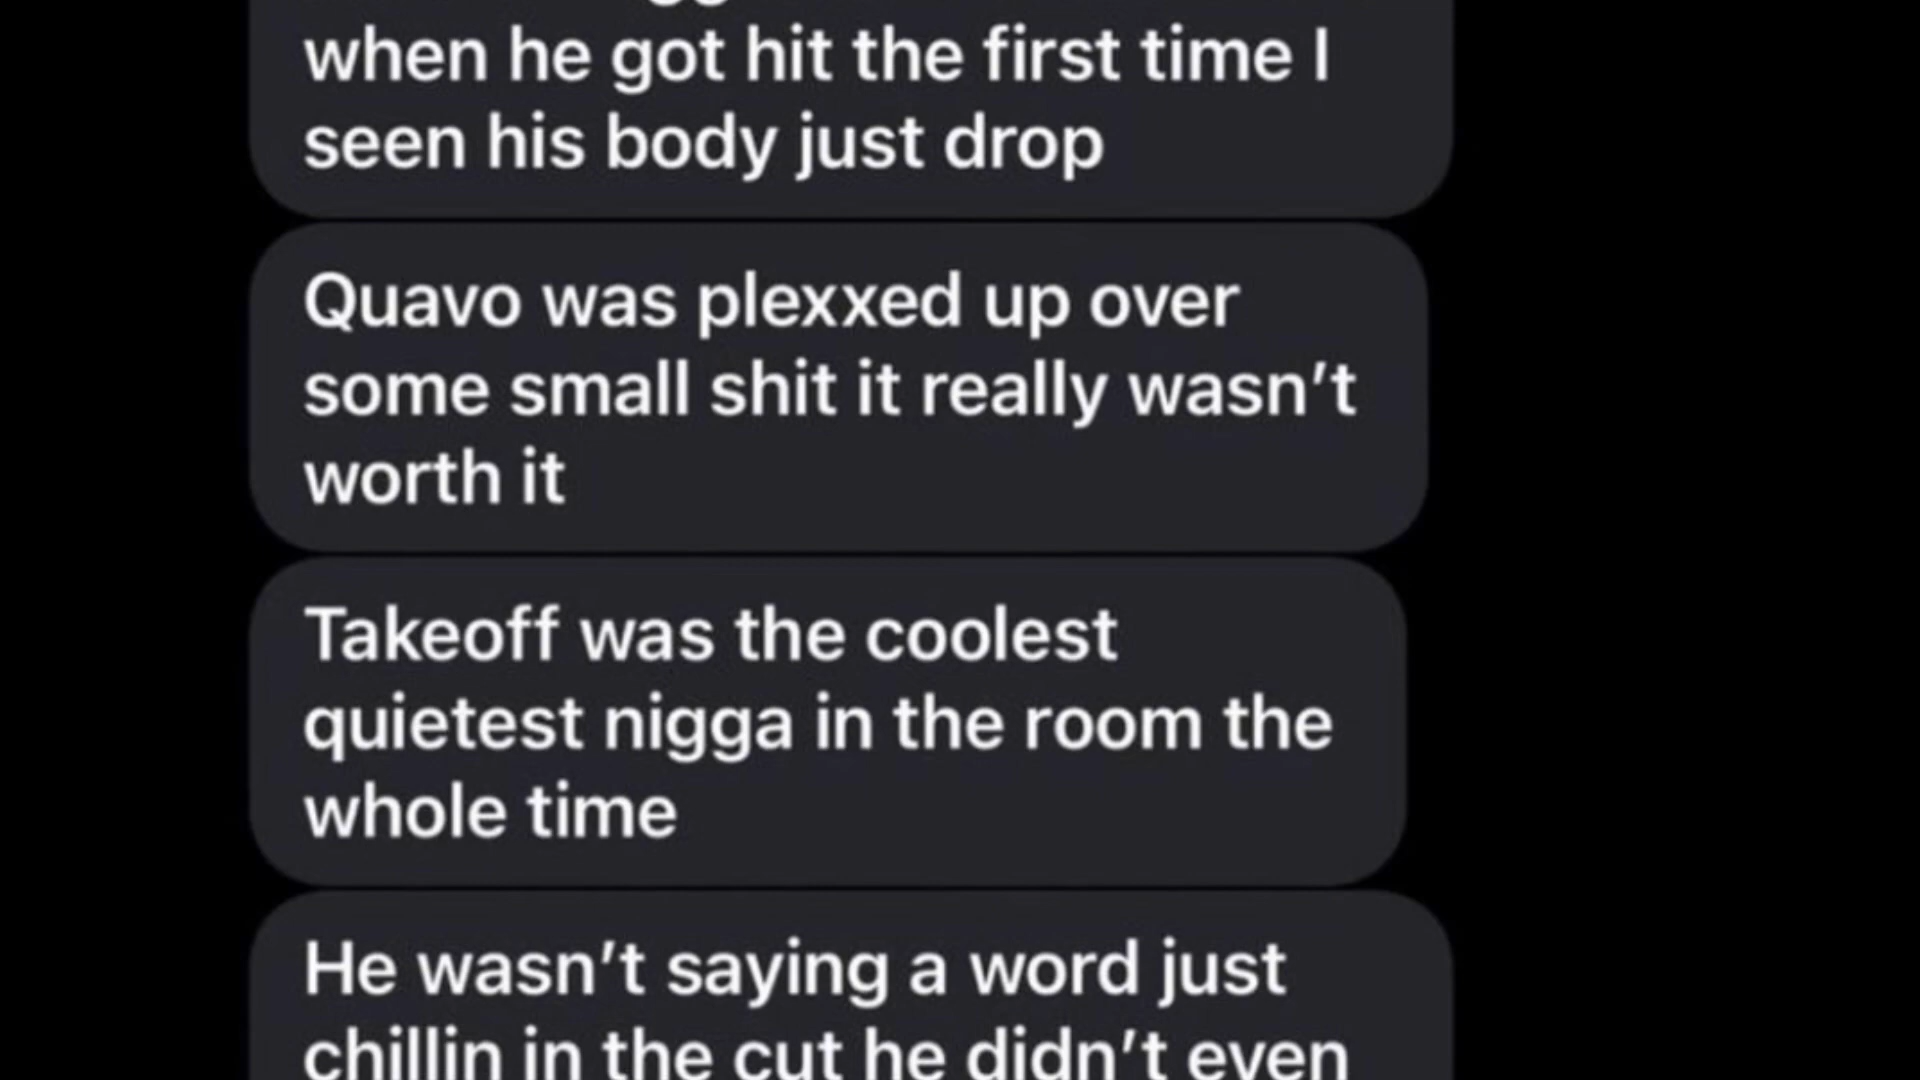 when he got hit the first time I
seen his body just drop
Quavo was plexxed up over
some small shit it really wasn't
worth it
Takeoff was the coolest
quietest nigga in the room the
whole time
He wasn't saying a word just
chillin in the cut he didn't even